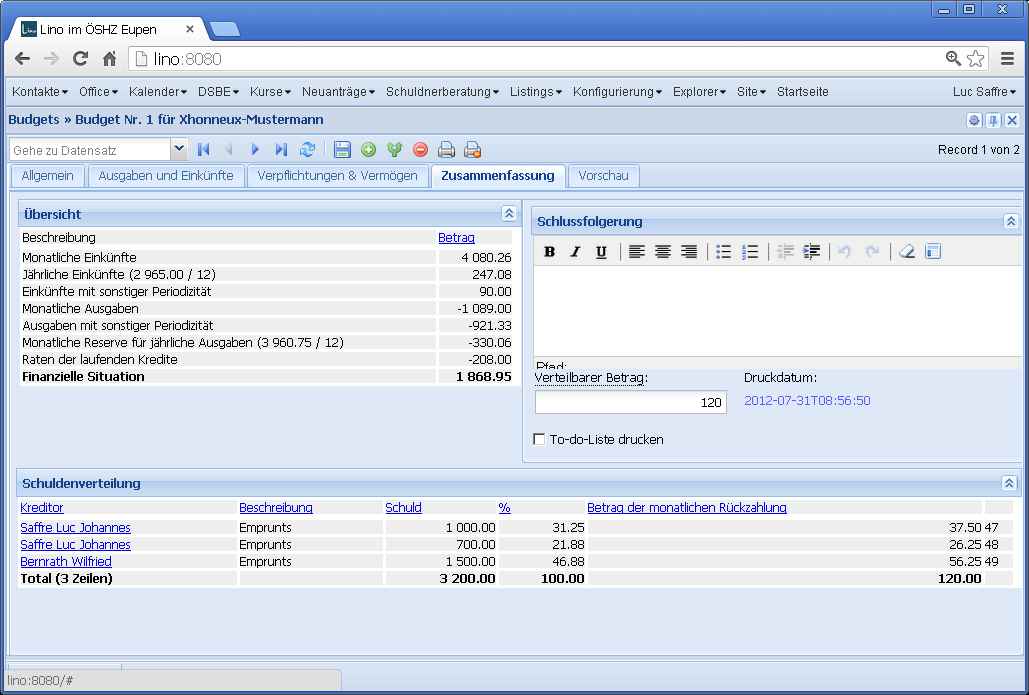 Lino im ÖSHZ Eupen
lino:8080
Kontakte Office Kalender DSBE Kurse Neuanträge Schuldnerberatung Listings Konfigurierung Explorer Site Startseite Luc Saffre
Budgets » Budget Nr. 1 für Xhonneux-Mustermann
Gehe zu Datensatz Record 1 von 2
Allgemein Ausgaben und Einkünfte Verpflichtungen & Vermögen Zusammenfassung Vorschau
Übersicht
Beschreibung Betrag
Monatliche Einkünfte 4 080.26
Jährliche Einkünfte (2 965.00 / 12) 247.08
Einkünfte mit sonstiger Periodizität 90.00
Monatliche Ausgaben -1 089.00
Ausgaben mit sonstiger Periodizität -921.33
Monatliche Reserve für jährliche Ausgaben (3 960.75 / 12) -330.06
Raten der laufenden Kredite -208.00
Finanzielle Situation 1 868.95
Schlussfolgerung
B I U
Pfad:
Verteilbarer Betrag: Druckdatum:
120 2012-07-31T08:56:50
To-do-Liste drucken
Schuldenverteilung
Kreditor Beschreibung Schuld % Betrag der monatlichen Rückzahlung
Saffre Luc Johannes Emprunts 1 000.00 31.25 37.50 47
Saffre Luc Johannes Emprunts 700.00 21.88 26.25 48
Bernrath Wilfried Emprunts 1 500.00 46.88 56.25 49
Total (3 Zeilen) 3 200.00 100.00 120.00
lino:8080/#